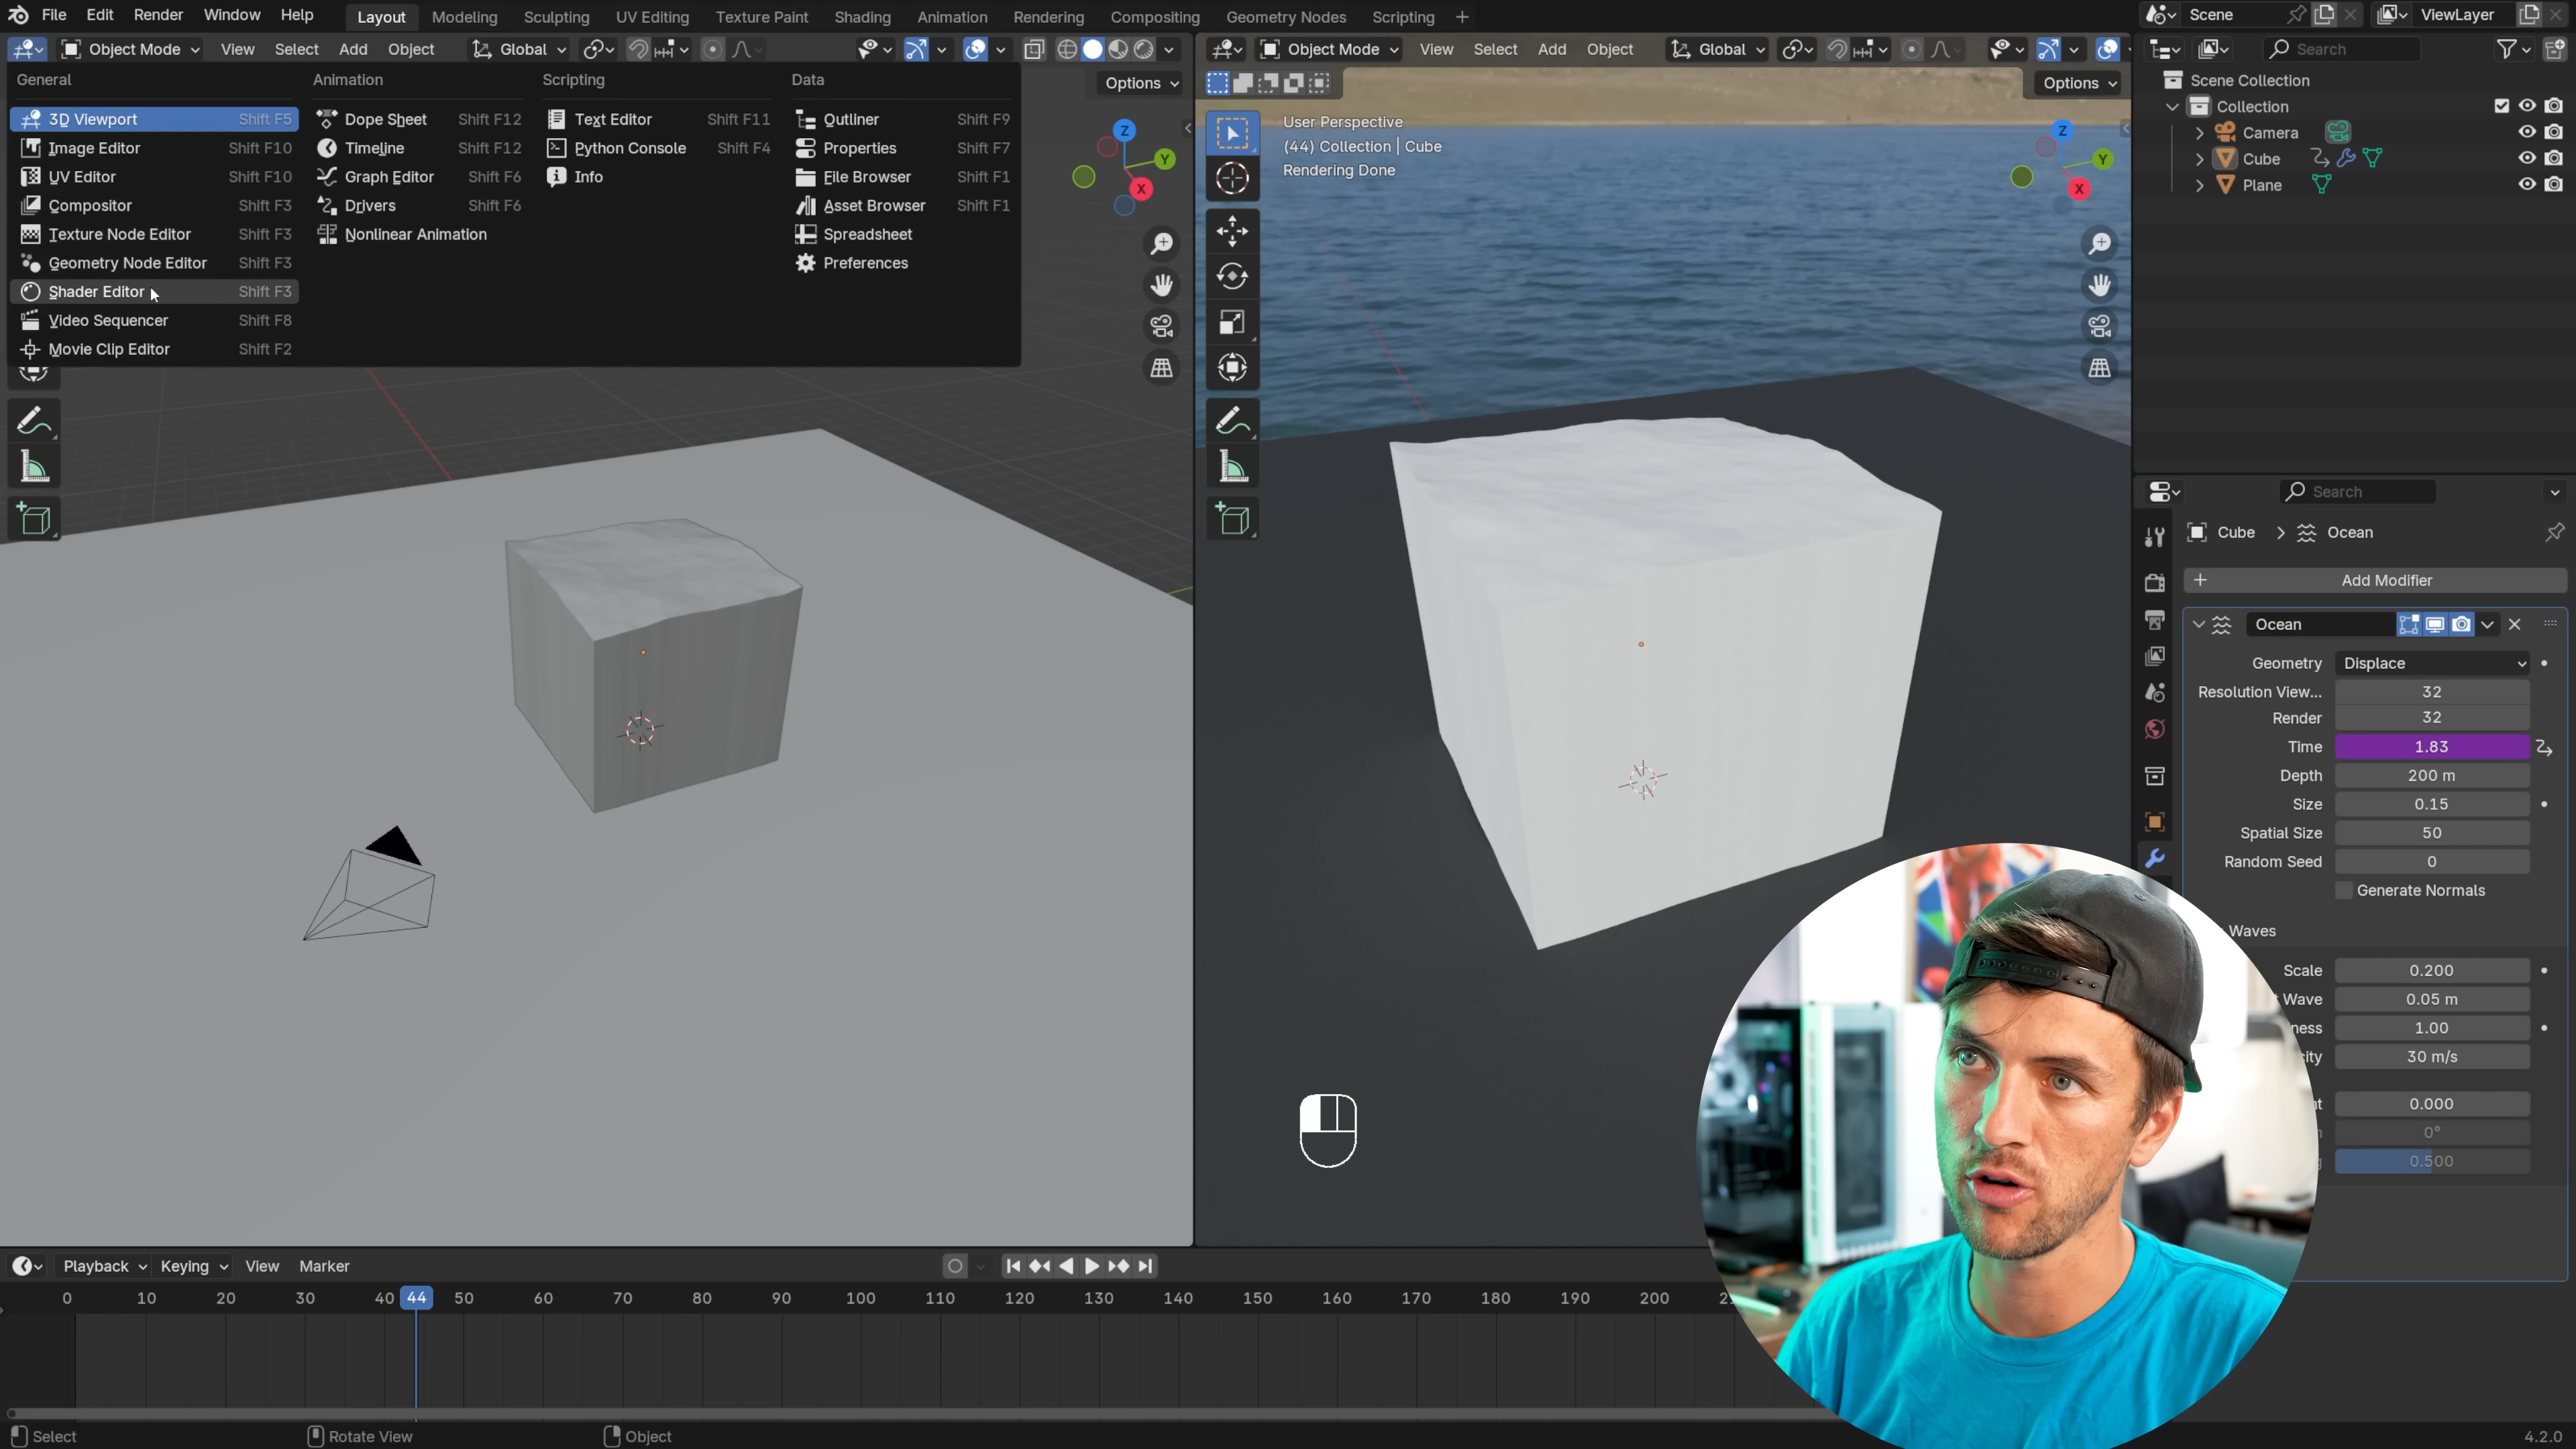 File Edit Render Window Help Layout Modeling Sculpting UV Editing Texture Paint Shading Animation Rendering Compositing Geometry Nodes Scripting + Scene ViewLayer
Object Mode View Select Add Object Global
Object Mode View Select Add Object Global
Search
Options
Options
General
3D Viewport Shift F5
Image Editor Shift F10
UV Editor Shift F10
Compositor Shift F3
Texture Node Editor Shift F3
Geometry Node Editor Shift F3
Shader Editor Shift F3
Video Sequencer Shift F8
Movie Clip Editor Shift F2
Animation
Dope Sheet Shift F12
Timeline Shift F12
Graph Editor Shift F6
Drivers Shift F6
Nonlinear Animation
Scripting
Text Editor Shift F11
Python Console Shift F4
Info
Data
Outliner Shift F9
Properties Shift F7
File Browser Shift F1
Asset Browser Shift F1
Spreadsheet
Preferences
Z
Y
X
User Perspective
(44) Collection | Cube
Rendering Done
Z
Y
X
Scene Collection
Collection
Camera
Cube
Plane
Search
Cube > Ocean
+ Add Modifier
Ocean
Geometry Displace
Resolution View... 32
Render 32
Time 1.83
Depth 200 m
Size 0.15
Spatial Size 50
Random Seed 0
Generate Normals
Waves
Scale 0.200
Wave 0.05 m
ness 1.00
city 30 m/s
0.000
0°
0.500
Playback Keying View Marker
0 10 20 30 40 44 50 60 70 80 90 100 110 120 130 140 150 160 170 180 190 200
Select Rotate View Object 4.2.0